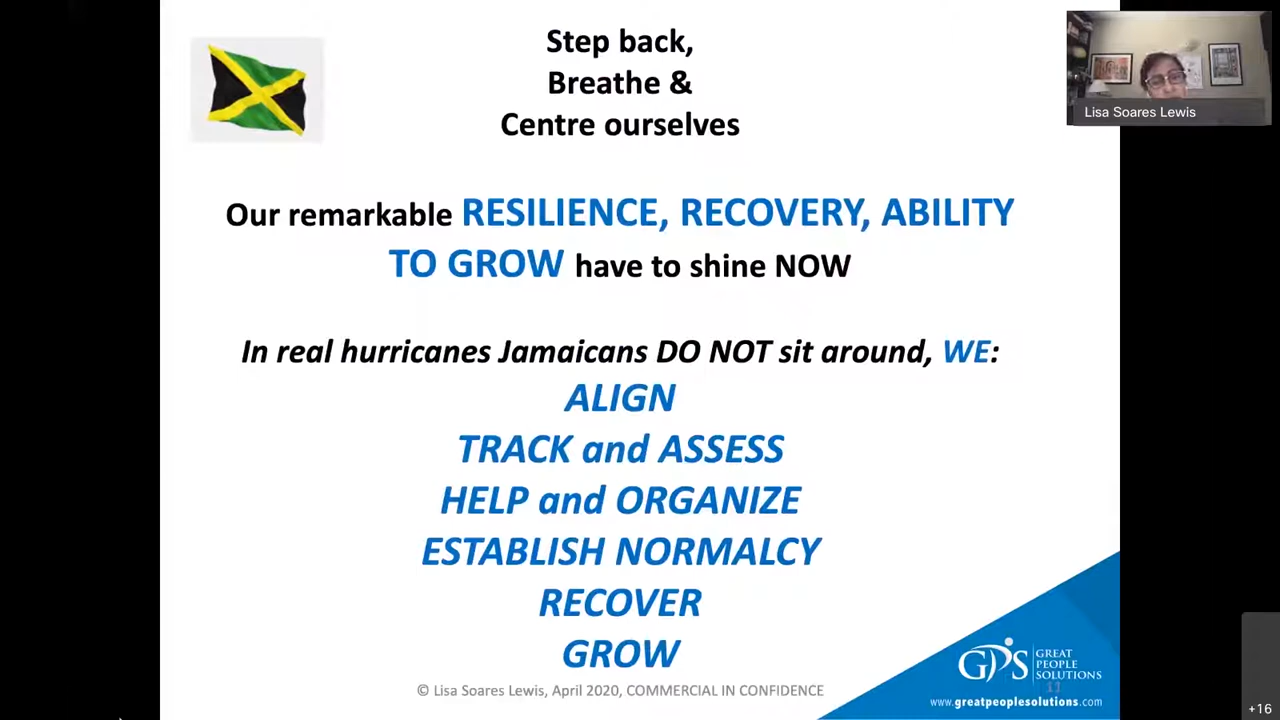 Step back,
Breathe &
Centre ourselves
Lisa Soares Lewis
Our remarkable RESILIENCE, RECOVERY, ABILITY
TO GROW have to shine NOW
In real hurricanes Jamaicans DO NOT sit around, WE:
ALIGN
TRACK and ASSESS
HELP and ORGANIZE
ESTABLISH NORMALCY
RECOVER
GROW
© Lisa Soares Lewis, April 2020, COMMERCIAL IN CONFIDENCE
GPS
GREAT
PEOPLE
SOLUTIONS
11
www.greatpeoplesolutions.com
+16